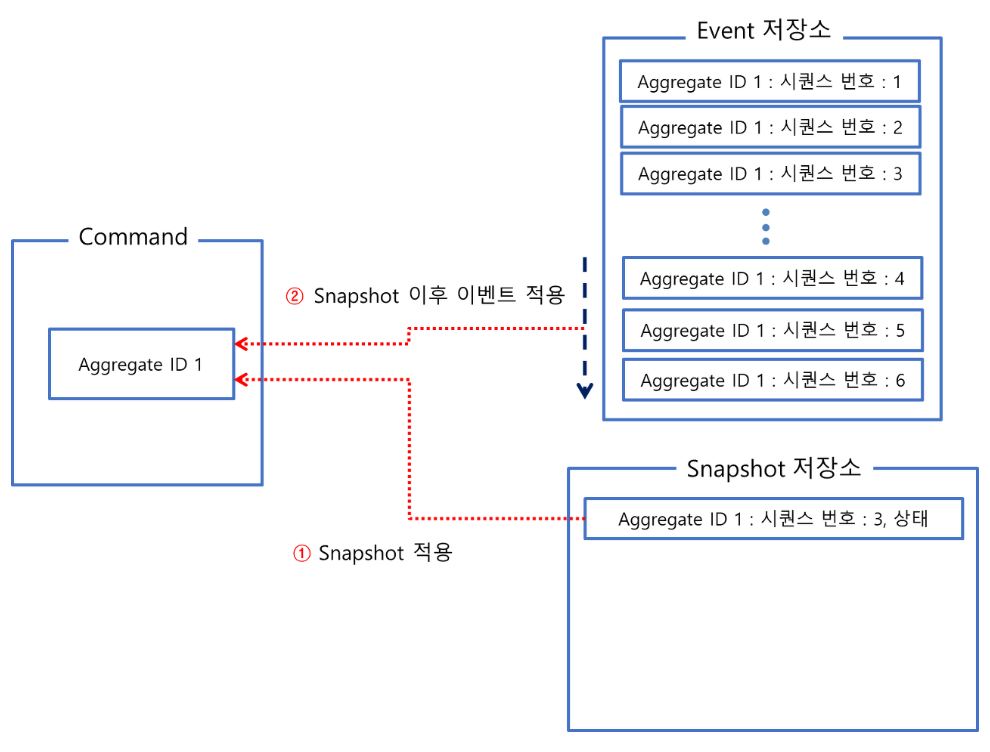 Event 저장소
Aggregate ID 1 : 시퀀스 번호 : 1
Aggregate ID 1 : 시퀀스 번호 : 2
Aggregate ID 1 : 시퀀스 번호 : 3
Command
Aggregate ID 1 : 시퀀스 번호 : 4
② Snapshot 이후 이벤트 적용
Aggregate ID 1 : 시퀀스 번호 : 5
Aggregate ID 1
Aggregate ID 1 : 시퀀스 번호 : 6
Snapshot 저장소
Aggregate ID 1 : 시퀀스 번호 : 3, 상태
① Snapshot 적용